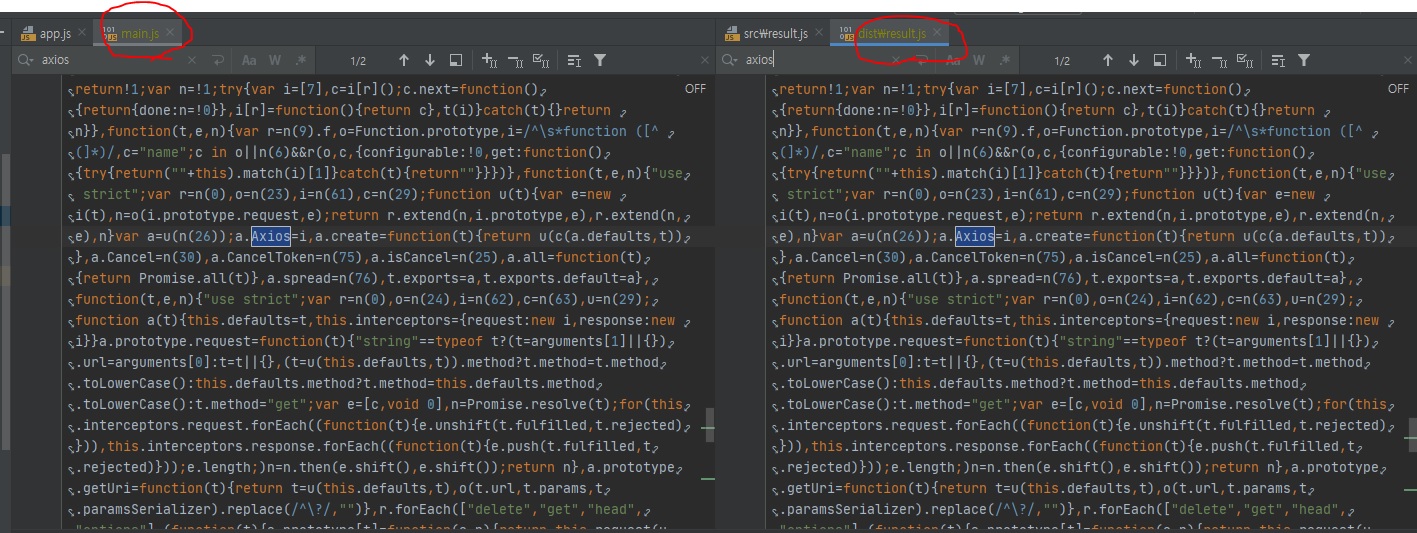 app.js
main.js
src₩result.js
dist₩result.js
axios
Aa W .*
1/2
axios
Aa W .*
1/2
return!1;var n=!1;try{var i=[7],c=i[r]();c.next=function()
OFF
{return{done:n=!0}},i[r]=function(){return c},t(i)}catch(t){}return
n}},function(t,e,n){var r=n(9).f,o=Function.prototype,i=/^\s*function ([^
(]*)/,c="name";c in o||n(6)&&r(o,c,{configurable:!0,get:function()
{try{return(""+this).match(i)[1]}catch(t){return""}}})},function(t,e,n){"use
strict";var r=n(0),o=n(23),i=n(61),c=n(29);function u(t){var e=new
i(t),n=o(i.prototype.request,e);return r.extend(n,i.prototype,e),r.extend(n,
e),n}var a=u(n(26));a.Axios=i,a.create=function(t){return u(c(a.defaults,t))
},a.Cancel=n(30),a.CancelToken=n(75),a.isCancel=n(25),a.all=function(t)
{return Promise.all(t)},a.spread=n(76),t.exports=a,t.exports.default=a},
function(t,e,n){"use strict";var r=n(0),o=n(24),i=n(62),c=n(63),u=n(29);
function a(t){this.defaults=t,this.interceptors={request:new i,response:new
i}}a.prototype.request=function(t){"string"==typeof t?(t=arguments[1]||{})
.url=arguments[0]:t=t||{},(t=u(this.defaults,t)).method?t.method=t.method
.toLowerCase():this.defaults.method?t.method=this.defaults.method
.toLowerCase():t.method="get";var e=[c,void 0],n=Promise.resolve(t);for(this
.interceptors.request.forEach((function(t){e.unshift(t.fulfilled,t.rejected)
})),this.interceptors.response.forEach((function(t){e.push(t.fulfilled,t
.rejected)}));e.length;)n=n.then(e.shift(),e.shift());return n},a.prototype
.getUri=function(t){return t=u(this.defaults,t),o(t.url,t.params,t
.paramsSerializer).replace(/^\?/,"")},r.forEach(["delete","get","head",
"options"],(function(t){a.prototype[t]=function(e,n){return this.request(u
return!1;var n=!1;try{var i=[7],c=i[r]();c.next=function()
OFF
{return{done:n=!0}},i[r]=function(){return c},t(i)}catch(t){}return
n}},function(t,e,n){var r=n(9).f,o=Function.prototype,i=/^\s*function ([^
(]*)/,c="name";c in o||n(6)&&r(o,c,{configurable:!0,get:function()
{try{return(""+this).match(i)[1]}catch(t){return""}}})},function(t,e,n){"use
strict";var r=n(0),o=n(23),i=n(61),c=n(29);function u(t){var e=new
i(t),n=o(i.prototype.request,e);return r.extend(n,i.prototype,e),r.extend(n,
e),n}var a=u(n(26));a.Axios=i,a.create=function(t){return u(c(a.defaults,t))
},a.Cancel=n(30),a.CancelToken=n(75),a.isCancel=n(25),a.all=function(t)
{return Promise.all(t)},a.spread=n(76),t.exports=a,t.exports.default=a},
function(t,e,n){"use strict";var r=n(0),o=n(24),i=n(62),c=n(63),u=n(29);
function a(t){this.defaults=t,this.interceptors={request:new i,response:new
i}}a.prototype.request=function(t){"string"==typeof t?(t=arguments[1]||{})
.url=arguments[0]:t=t||{},(t=u(this.defaults,t)).method?t.method=t.method
.toLowerCase():this.defaults.method?t.method=this.defaults.method
.toLowerCase():t.method="get";var e=[c,void 0],n=Promise.resolve(t);for(this
.interceptors.request.forEach((function(t){e.unshift(t.fulfilled,t.rejected)
})),this.interceptors.response.forEach((function(t){e.push(t.fulfilled,t
.rejected)}));e.length;)n=n.then(e.shift(),e.shift());return n},a.prototype
.getUri=function(t){return t=u(this.defaults,t),o(t.url,t.params,t
.paramsSerializer).replace(/^\?/,"")},r.forEach(["delete","get","head",
"options"],(function(t){a.prototype[t]=function(e,n){return this.request(u